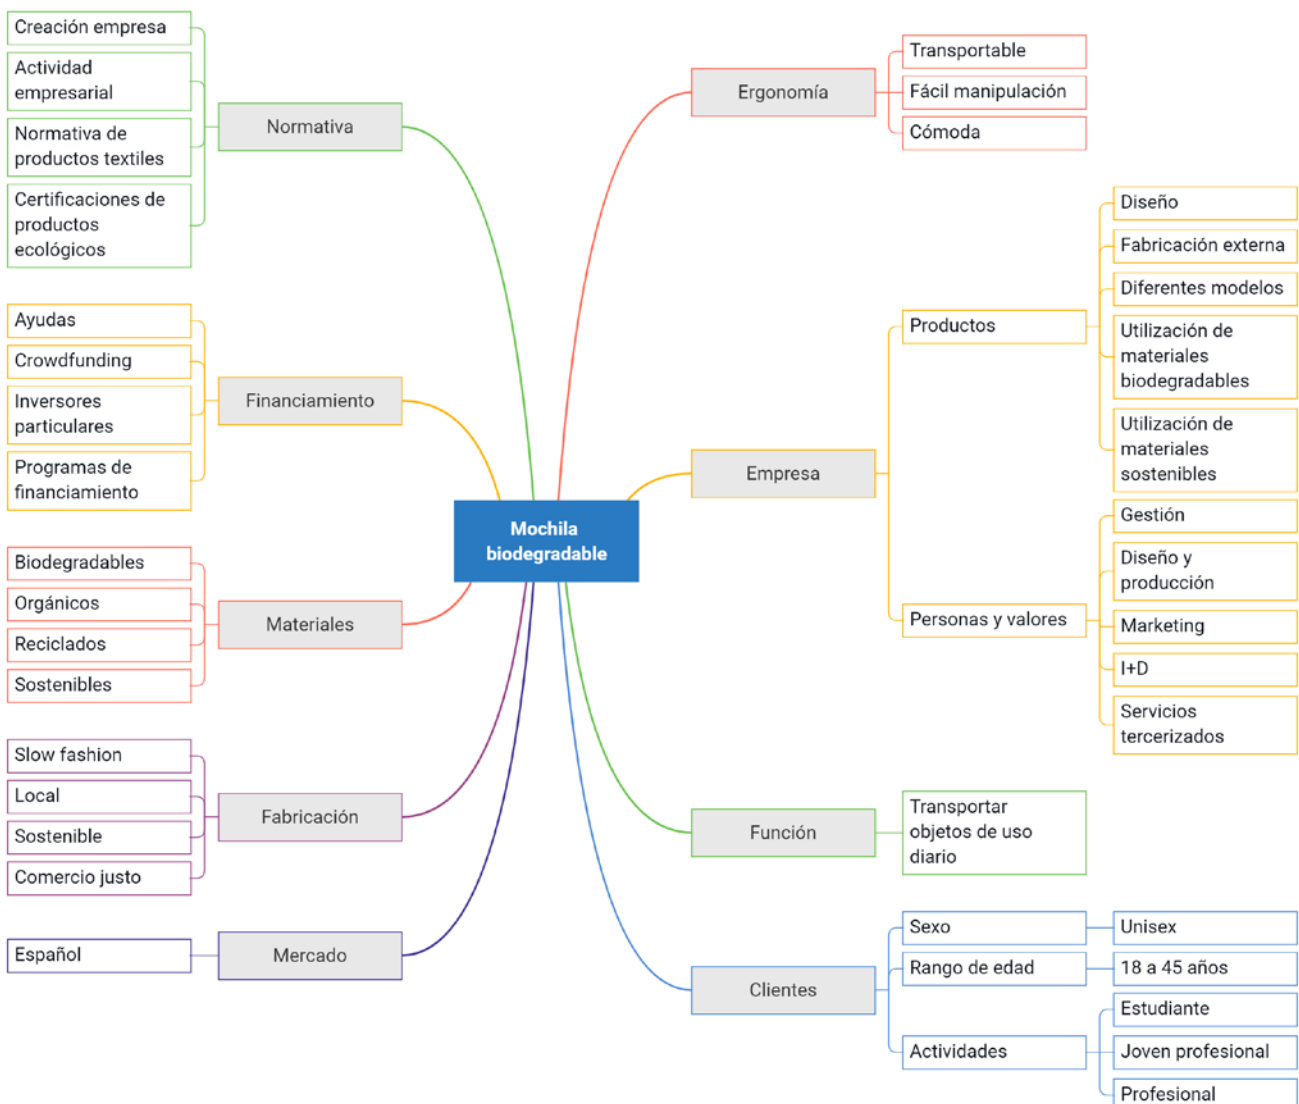 Creación empresa
Actividad
empresarial
Normativa de
productos textiles
Certificaciones de
productos
ecológicos
Normativa
Ayudas
Crowdfunding
Inversores
particulares
Programas de
financiamiento
Financiamiento
Biodegradables
Orgánicos
Reciclados
Sostenibles
Materiales
Slow fashion
Local
Sostenible
Comercio justo
Fabricación
Español
Mercado
Mochila
biodegradable
Ergonomía
Transportable
Fácil manipulación
Cómoda
Empresa
Productos
Diseño
Fabricación externa
Diferentes modelos
Utilización de
materiales
biodegradables
Utilización de
materiales
sostenibles
Personas y valores
Gestión
Diseño y
producción
Marketing
I+D
Servicios
tercerizados
Función
Transportar
objetos de uso
diario
Clientes
Sexo
Unisex
Rango de edad
18 a 45 años
Actividades
Estudiante
Joven profesional
Profesional